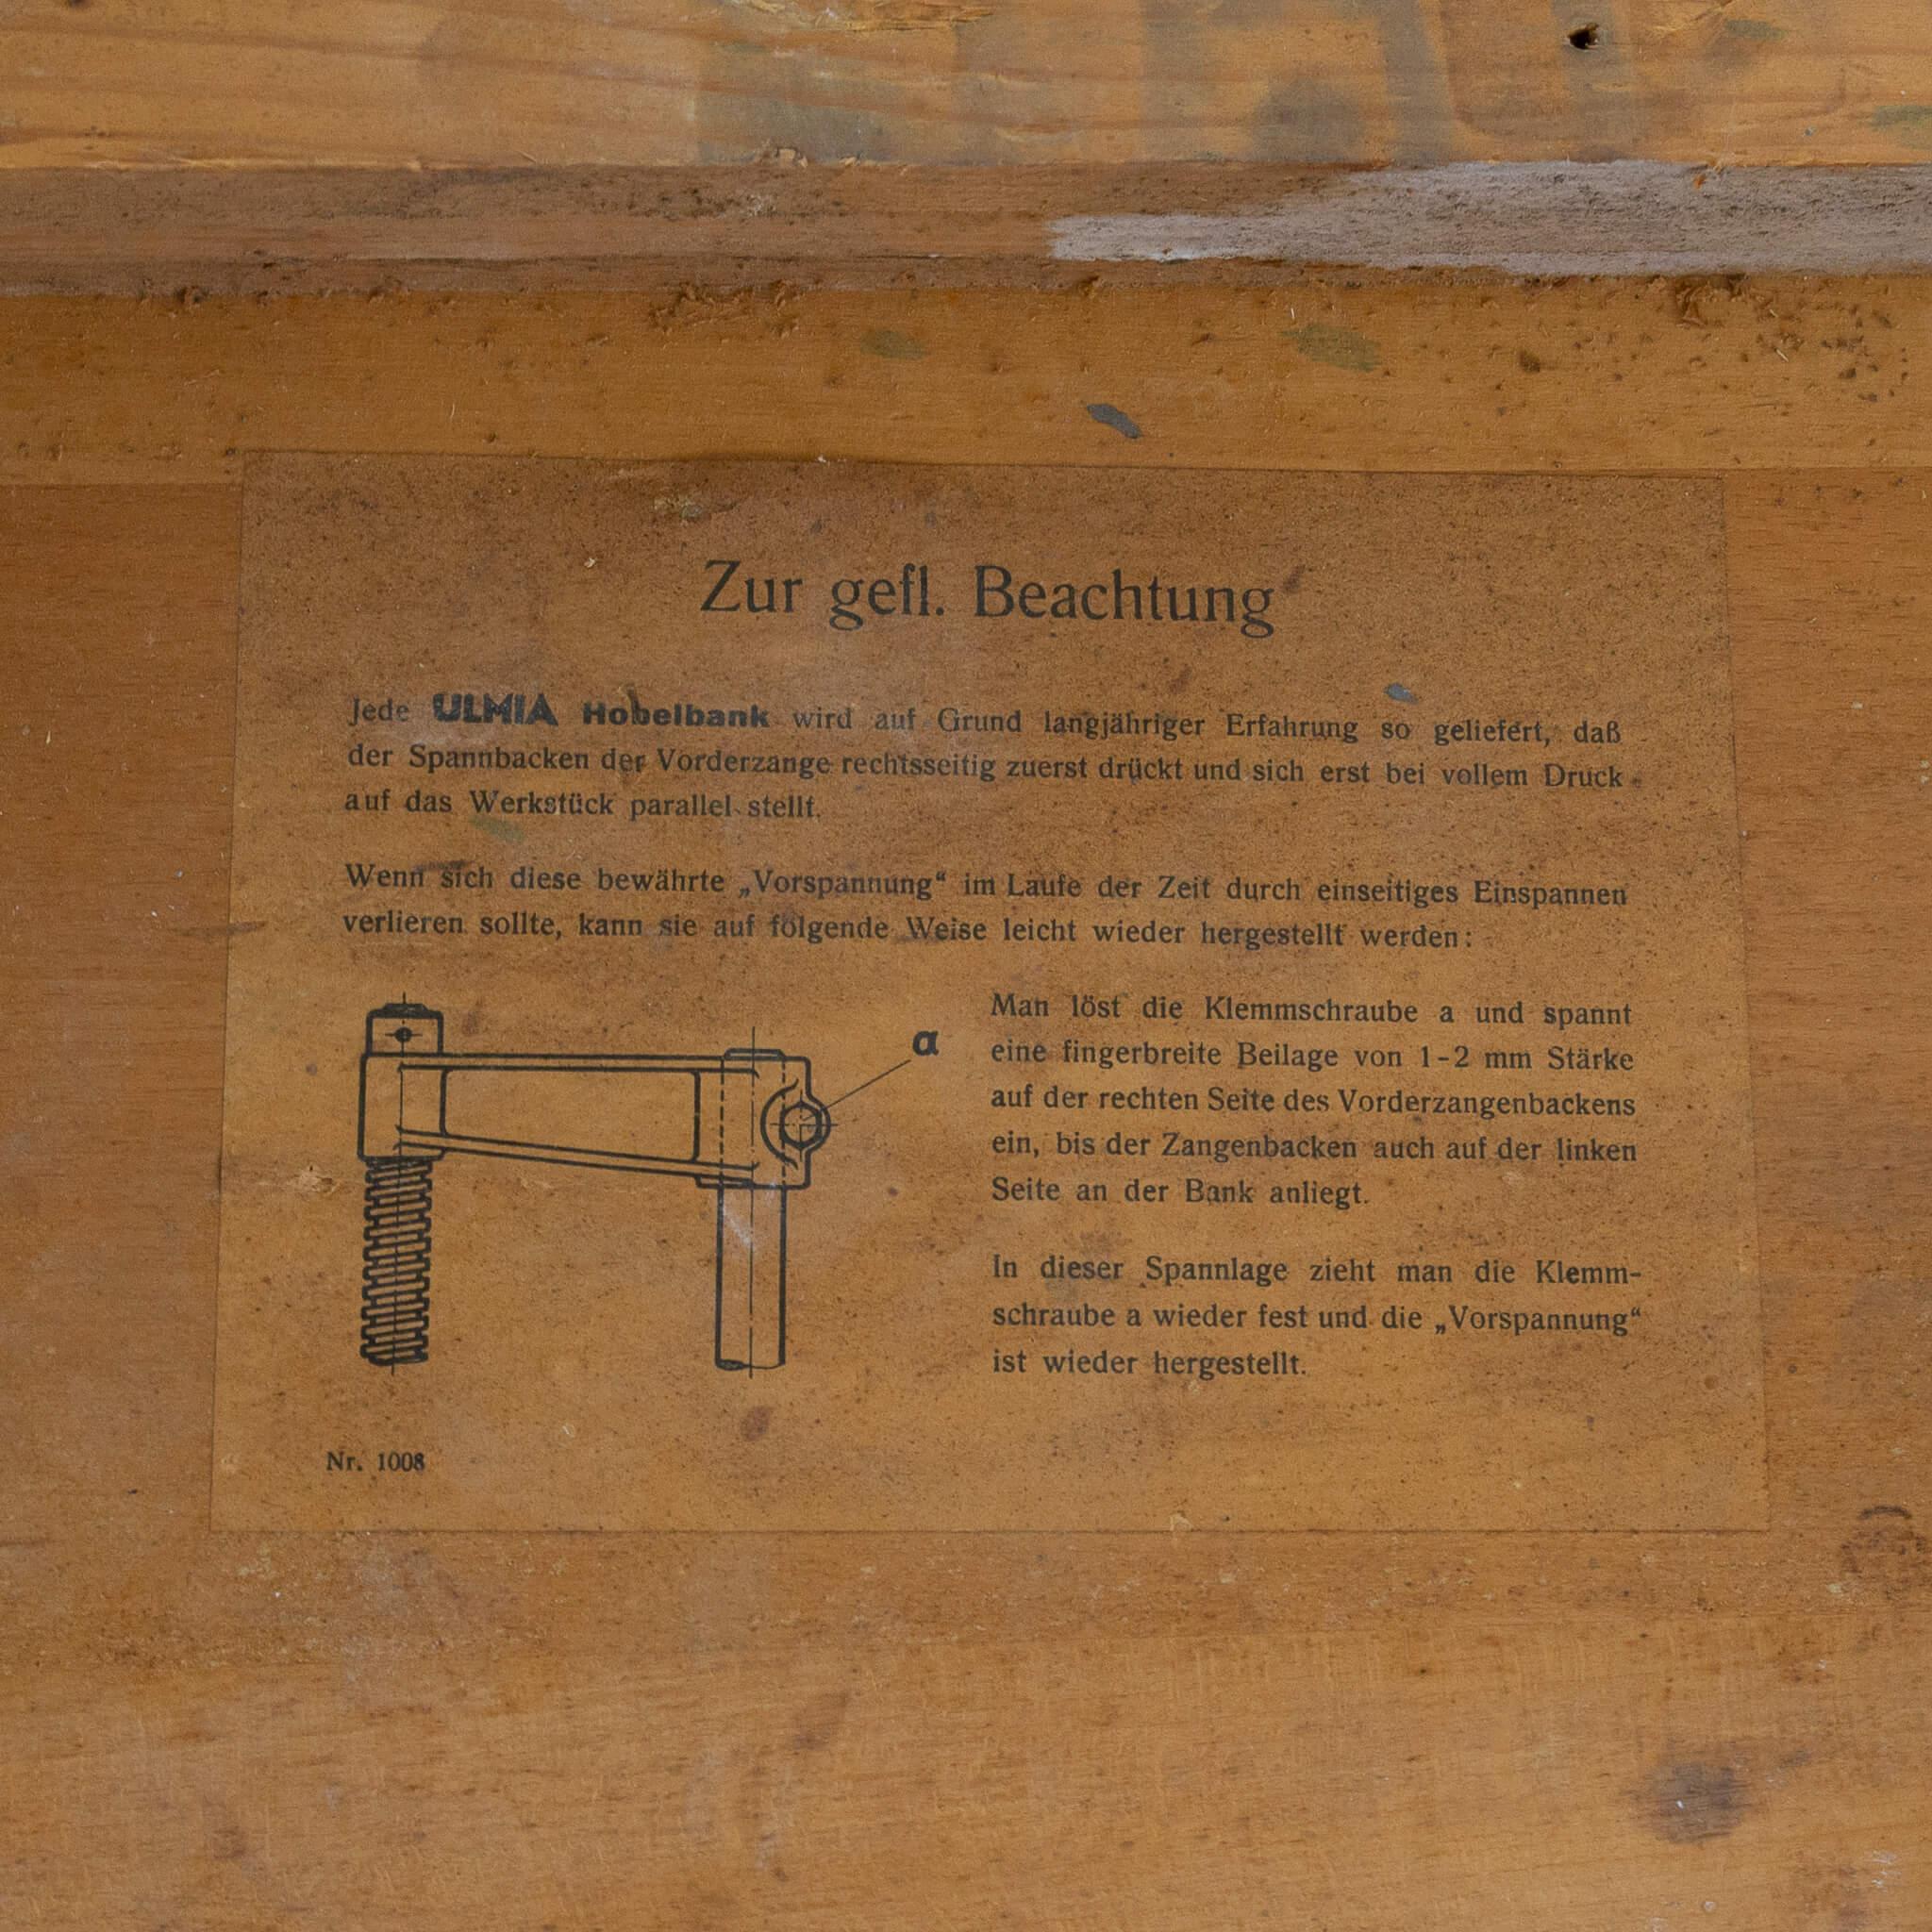 Zur gefl. Beachtung
Jede ULMIA Hobelbank wird auf Grund langjähriger Erfahrung so geliefert, daß
der Spannbacken der Vorderzange rechtsseitig zuerst drückt und sich erst bei vollem Druck
auf das Werkstück parallel stellt.
Wenn sich diese bewährte „Vorspannung“ im Laufe der Zeit durch einseitiges Einspannen
verlieren sollte, kann sie auf folgende Weise leicht wieder hergestellt werden:
a
Man löst die Klemmschraube a und spannt
eine fingerbreite Beilage von 1-2 mm Stärke
auf der rechten Seite des Vorderzangenbackens
ein, bis der Zangenbacken auch auf der linken
Seite an der Bank anliegt.
In dieser Spannlage zieht man die Klemm-
schraube a wieder fest und die „Vorspannung“
ist wieder hergestellt.
Nr. 1008